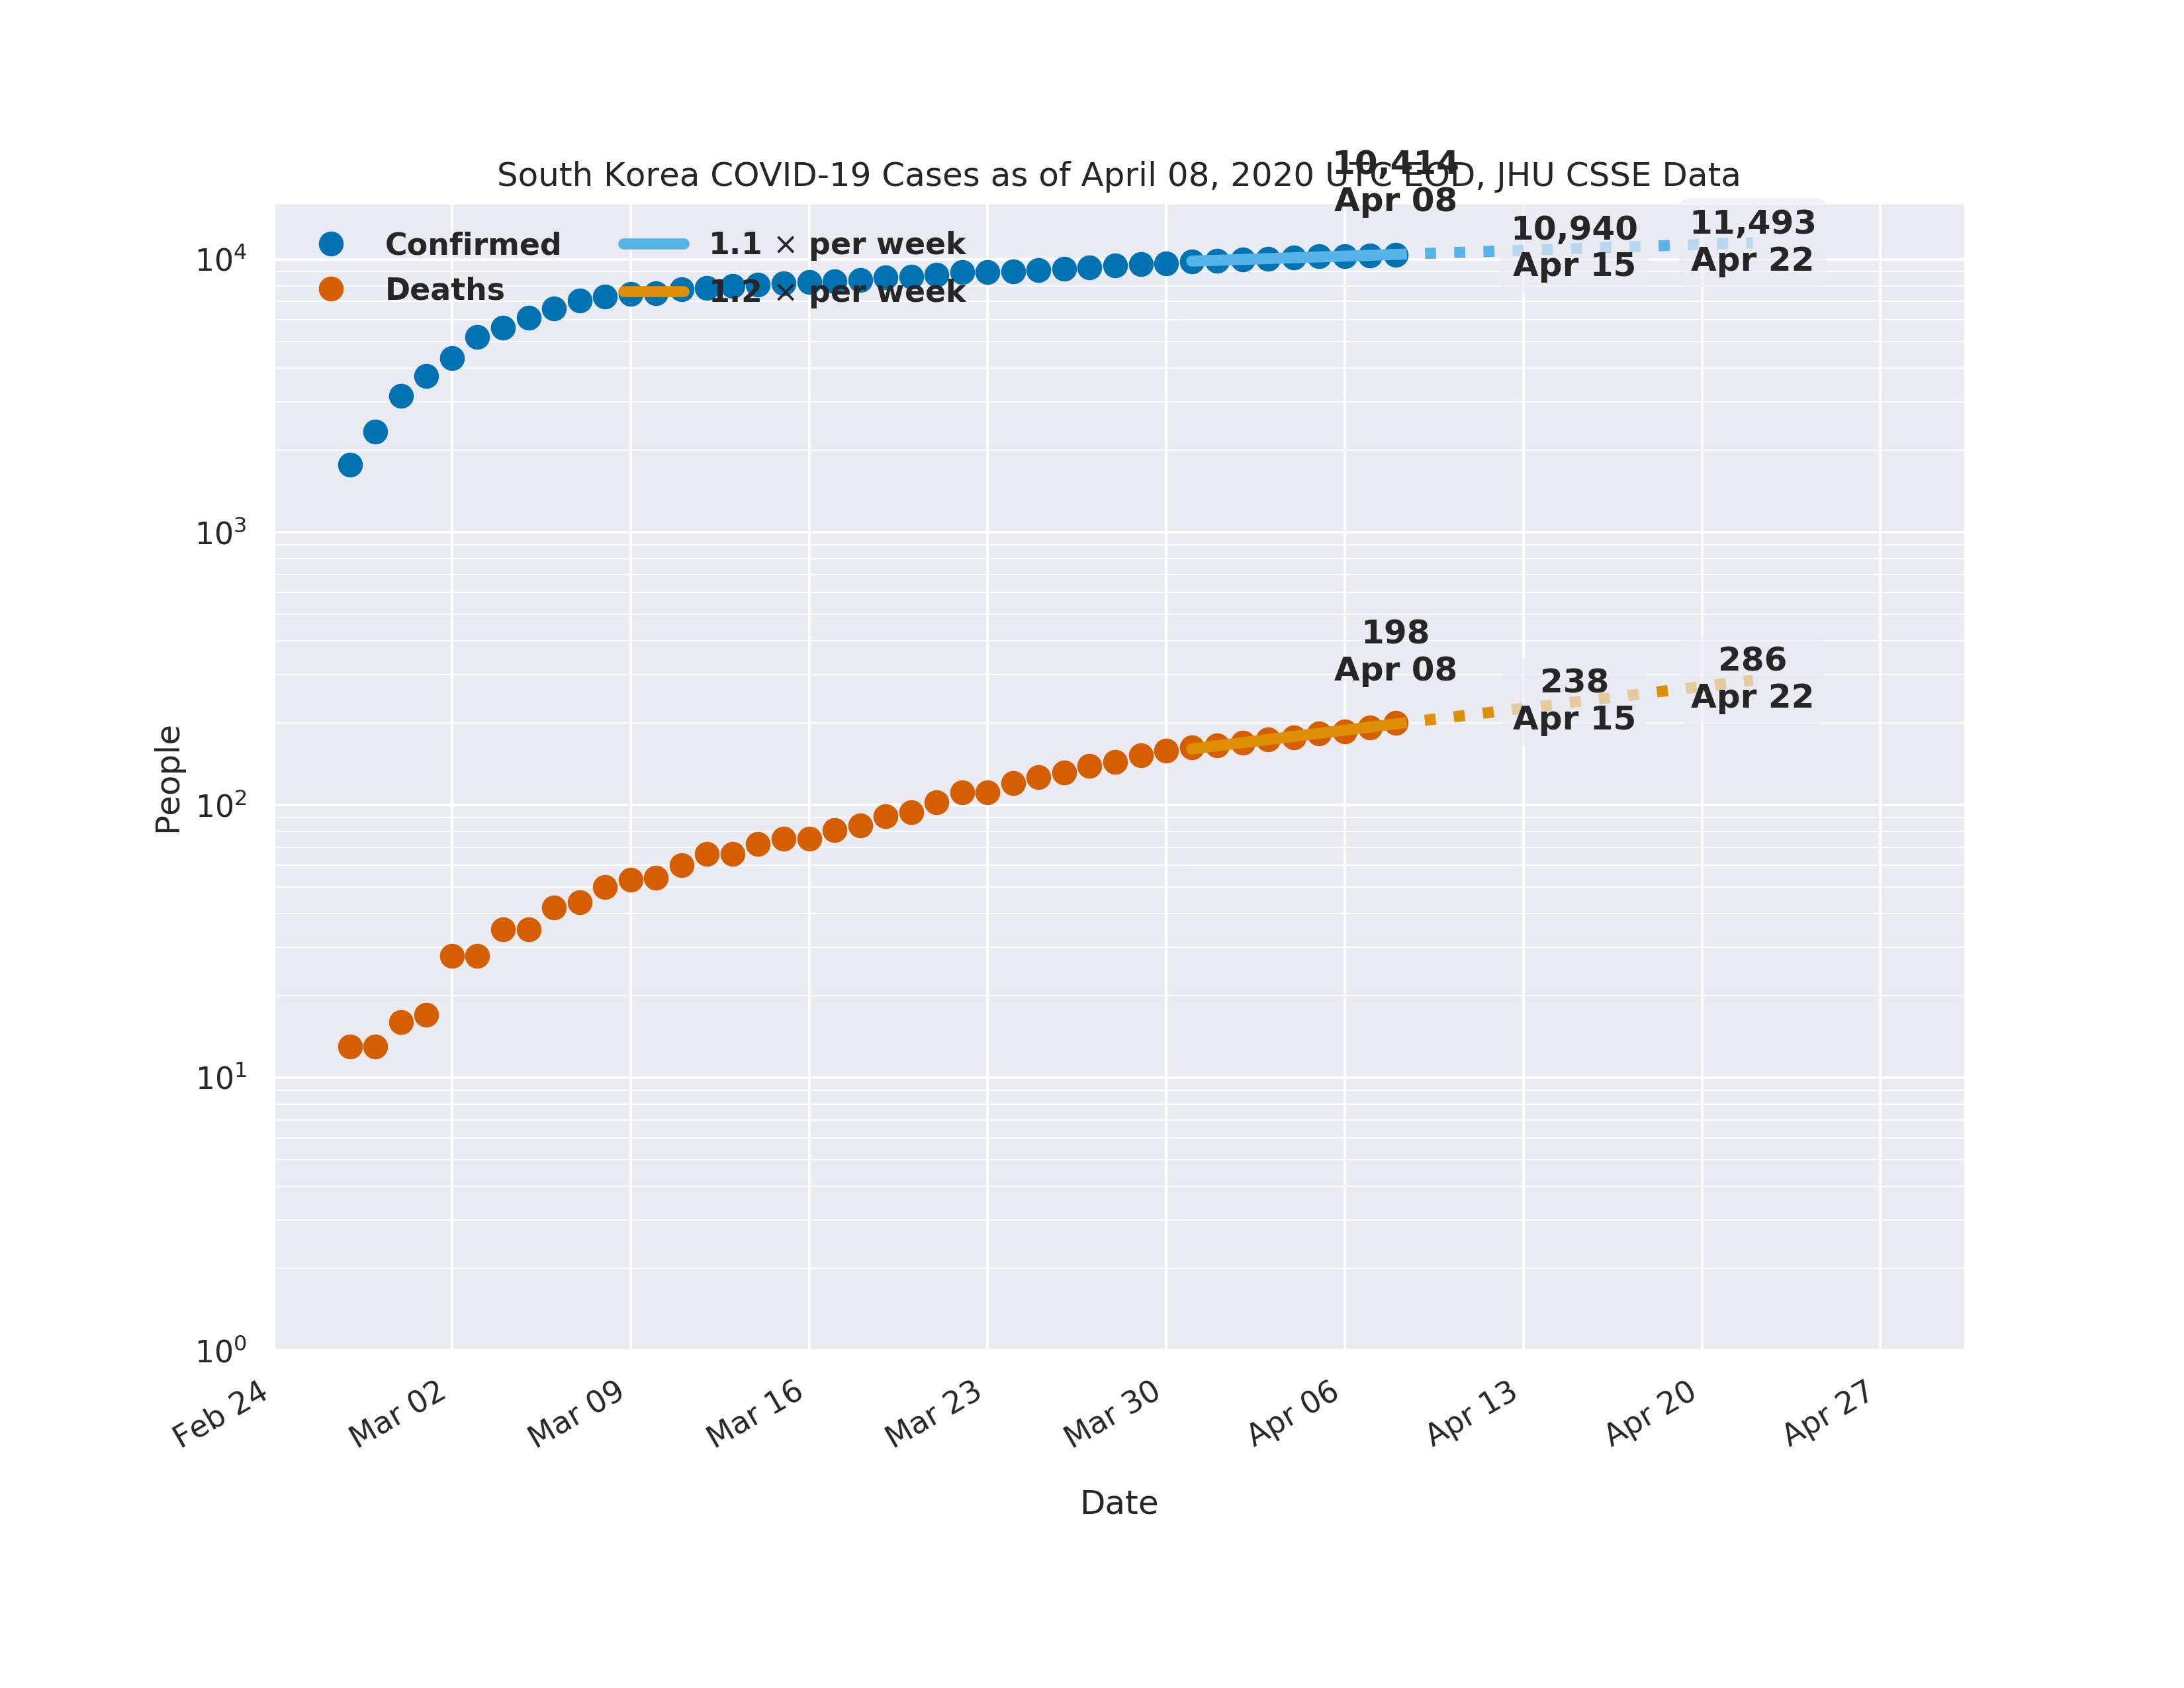 South Korea COVID-19 Cases as of April 08, 2020 UTC EOD, JHU CSSE Data
10,414
Apr 08
10,940
Apr 15
11,493
Apr 22
Confirmed
Deaths
1.1 × per week
1.2 × per week
198
Apr 08
238
Apr 15
286
Apr 22
People
10⁴
10³
10²
10¹
10⁰
Feb 24
Mar 02
Mar 09
Mar 16
Mar 23
Mar 30
Apr 06
Apr 13
Apr 20
Apr 27
Date